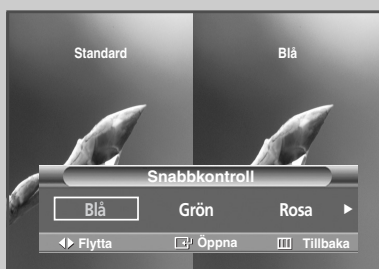 Standard Blå
Snabbkontroll
Blå Grön Rosa
Flytta Öppna Tillbaka